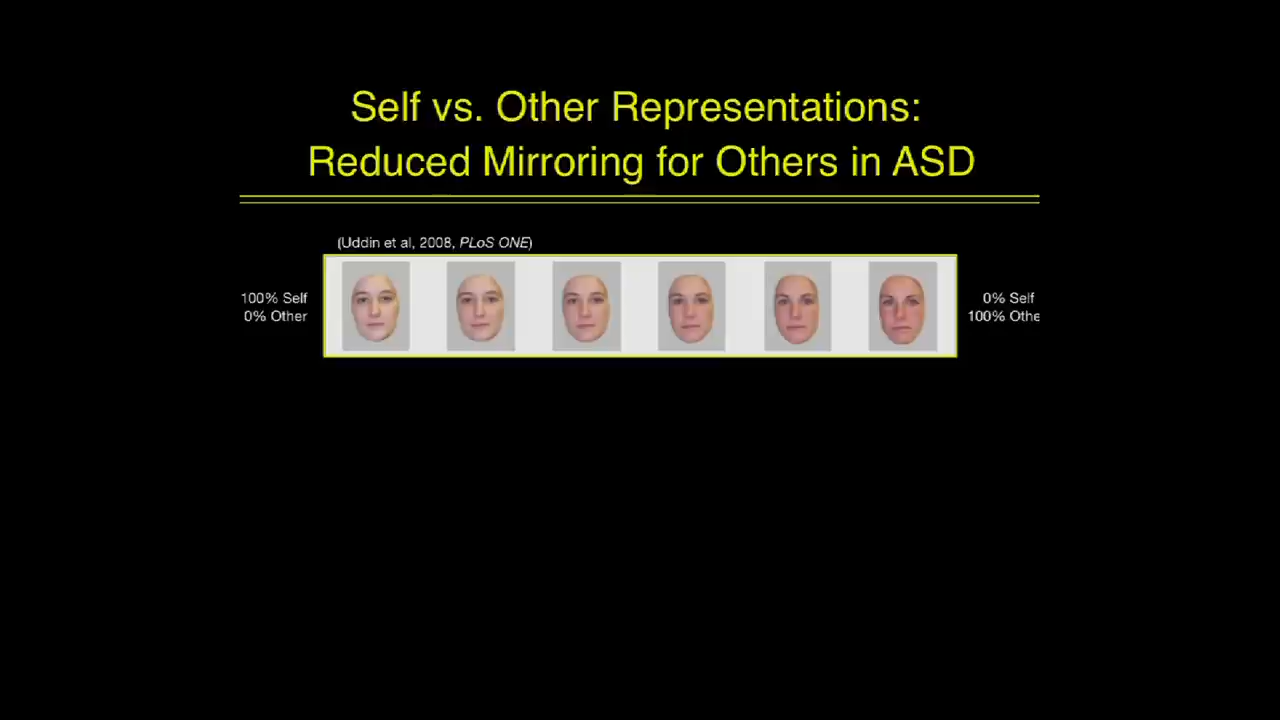 Self vs. Other Representations:
Reduced Mirroring for Others in ASD
(Uddin et al, 2008, PLoS ONE)
100% Self
0% Other
0% Self
100% Othe